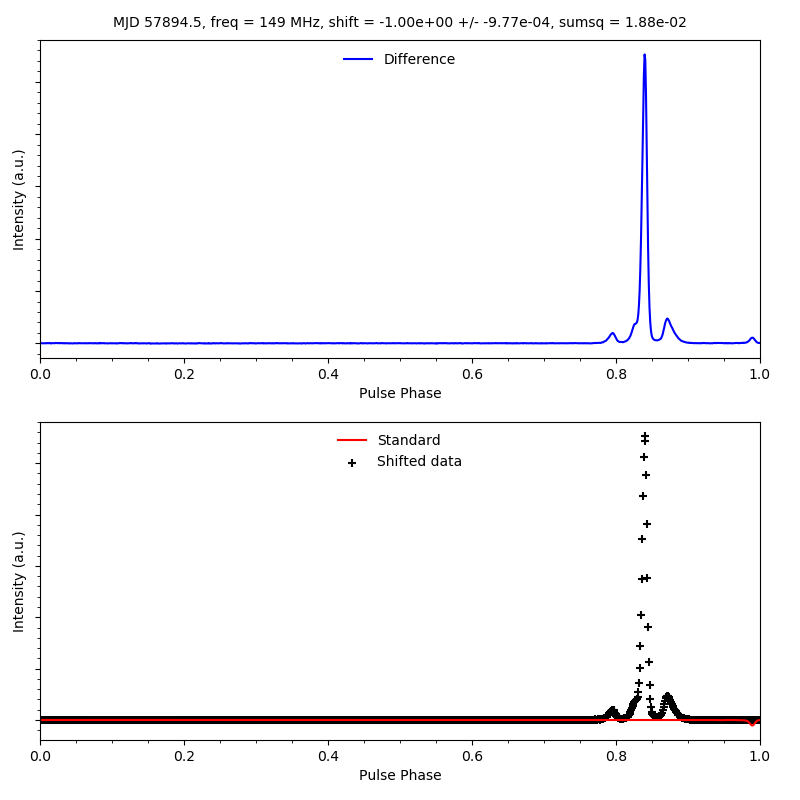 MJD 57894.5, freq = 149 MHz, shift = -1.00e+00 +/- -9.77e-04, sumsq = 1.88e-02
Difference
Intensity (a.u.)
0.0 0.2 0.4 0.6 0.8 1.0
Pulse Phase
Standard
Shifted data
Intensity (a.u.)
0.0 0.2 0.4 0.6 0.8 1.0
Pulse Phase